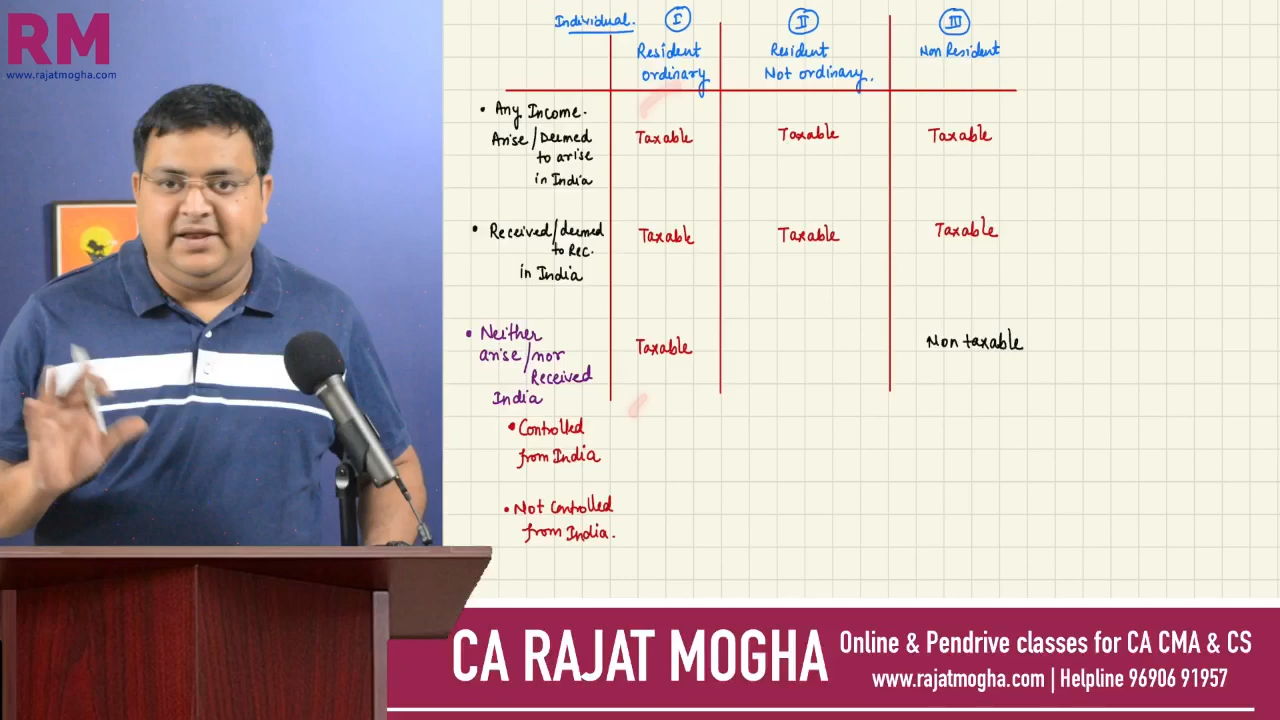 RM
www.rajatmogha.com
Individual.
I
II
III
Resident
ordinary
Resident
Not ordinary.
Non Resident
• Any Income.
Arise/Deemed
to arise
in India
Taxable
Taxable
Taxable
• Received/deemed
to Rec.
in India
Taxable
Taxable
Taxable
• Neither
arise/nor
Received
India
Taxable
Non taxable
• Controlled
from India
• Not Controlled
from India.
CA RAJAT MOGHA
Online & Pendrive classes for CA CMA & CS
www.rajatmogha.com | Helpline 96906 91957